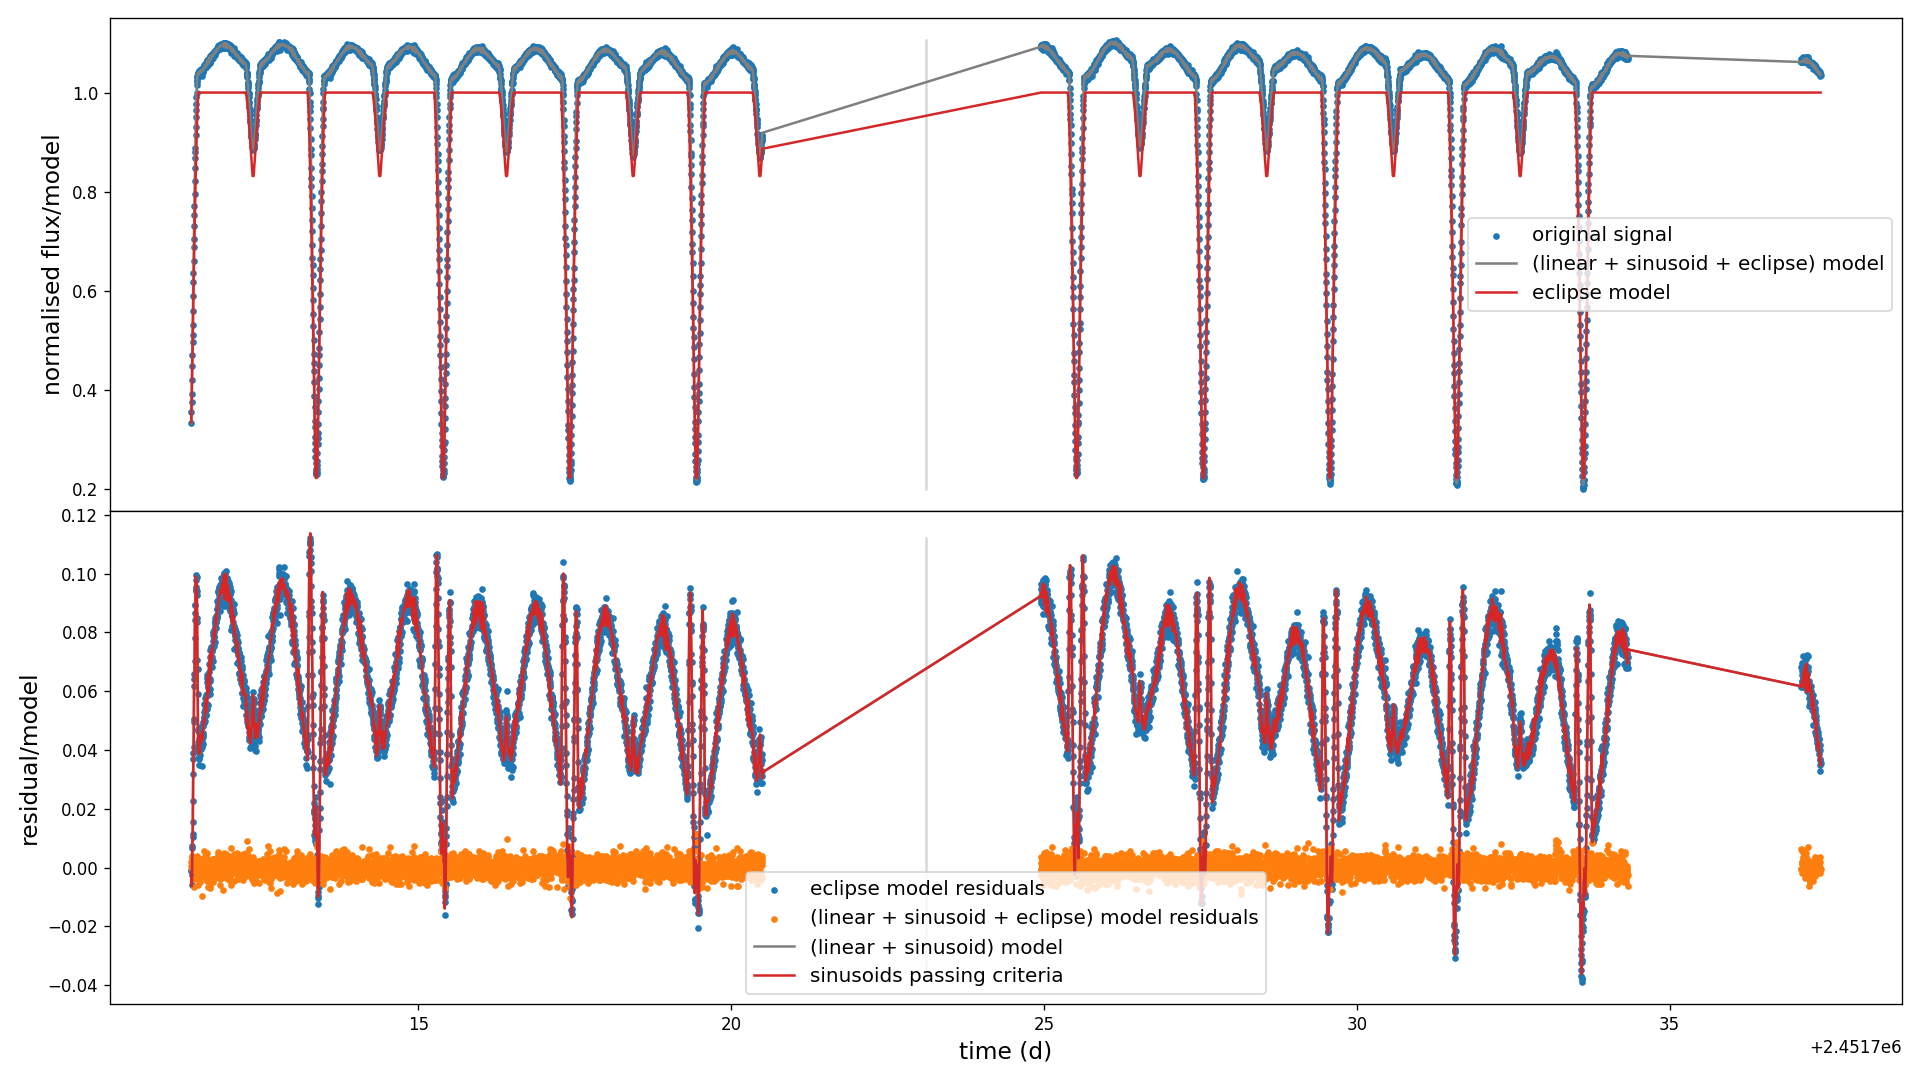 normalised flux/model
1.0
0.8
0.6
0.4
0.2
original signal
(linear + sinusoid + eclipse) model
eclipse model
residual/model
0.12
0.10
0.08
0.06
0.04
0.02
0.00
−0.02
−0.04
eclipse model residuals
(linear + sinusoid + eclipse) model residuals
(linear + sinusoid) model
sinusoids passing criteria
15
20
25
30
35
time (d)
+2.4517e6